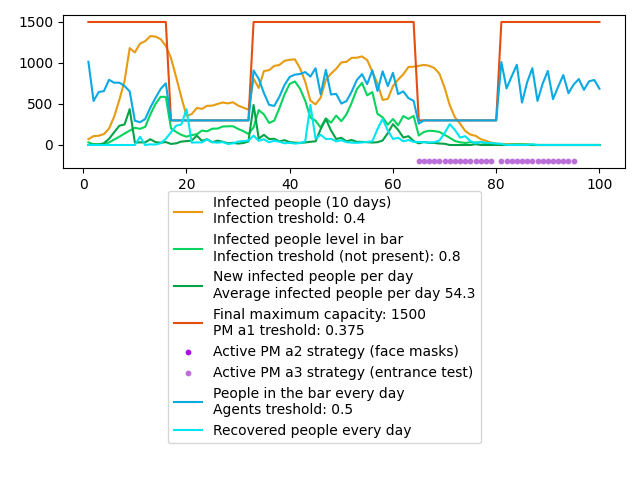 1500
1000
500
0
0 20 40 60 80 100
Infected people (10 days)
Infection treshold: 0.4
Infected people level in bar
Infection treshold (not present): 0.8
New infected people per day
Average infected people per day 54.3
Final maximum capacity: 1500
PM a1 treshold: 0.375
Active PM a2 strategy (face masks)
Active PM a3 strategy (entrance test)
People in the bar every day
Agents treshold: 0.5
Recovered people every day